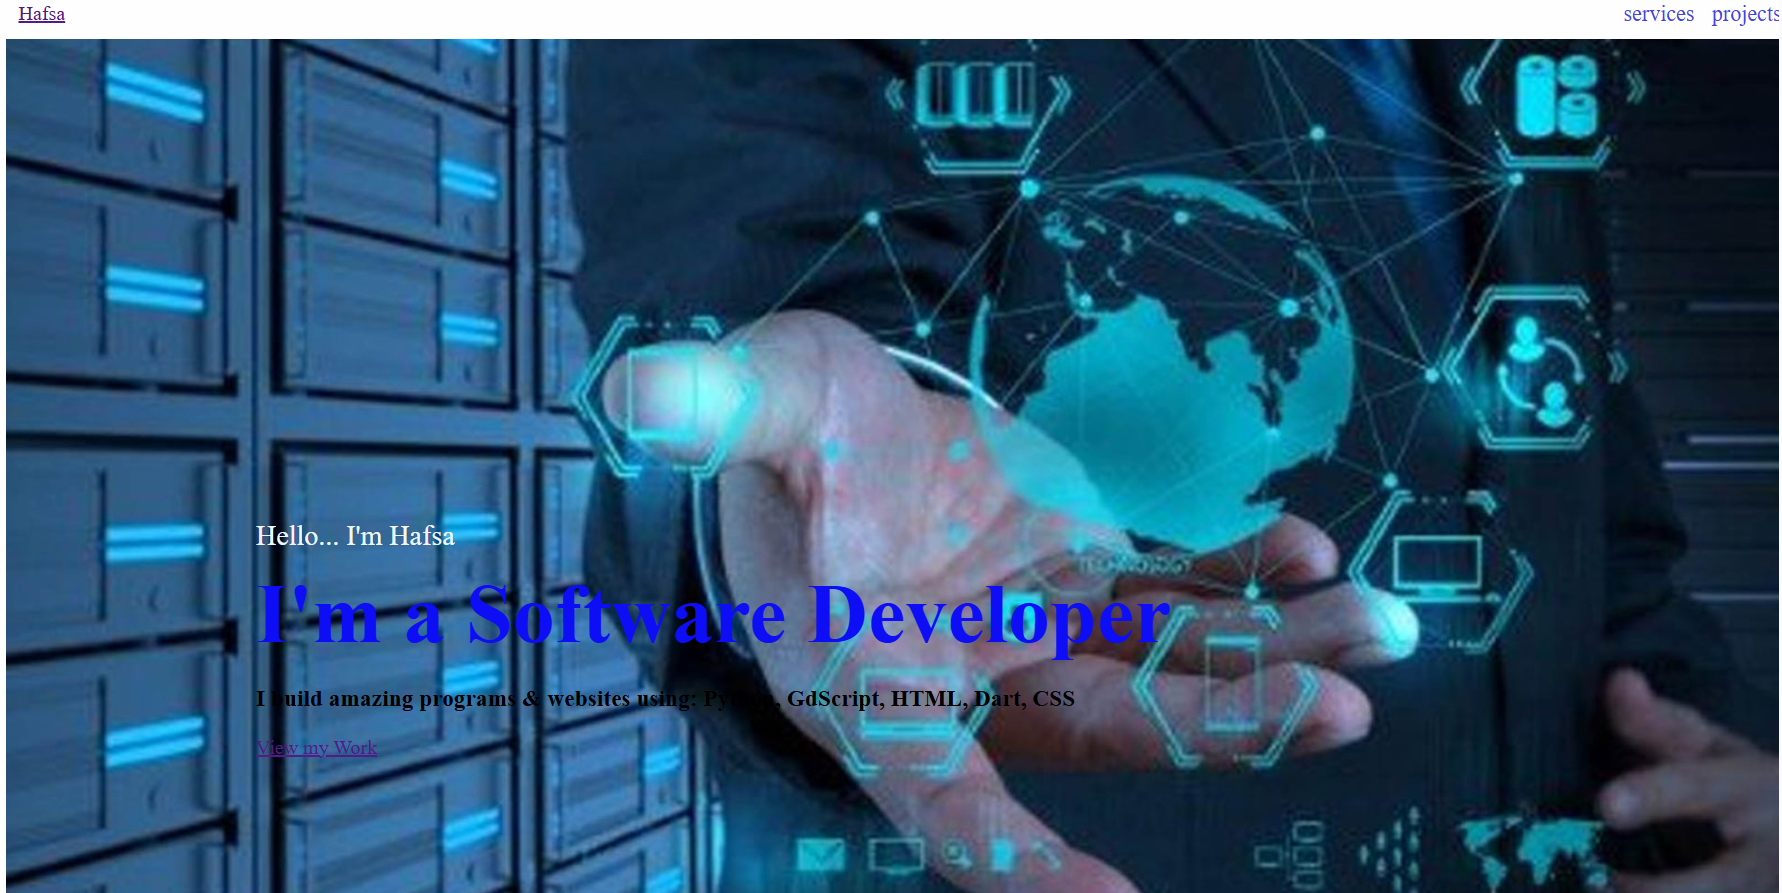 Hafsa
services projects
TECHNOLOGY
Hello... I'm Hafsa
I'm a Software Developer
I build amazing programs & websites using: Python, GdScript, HTML, Dart, CSS
View my Work